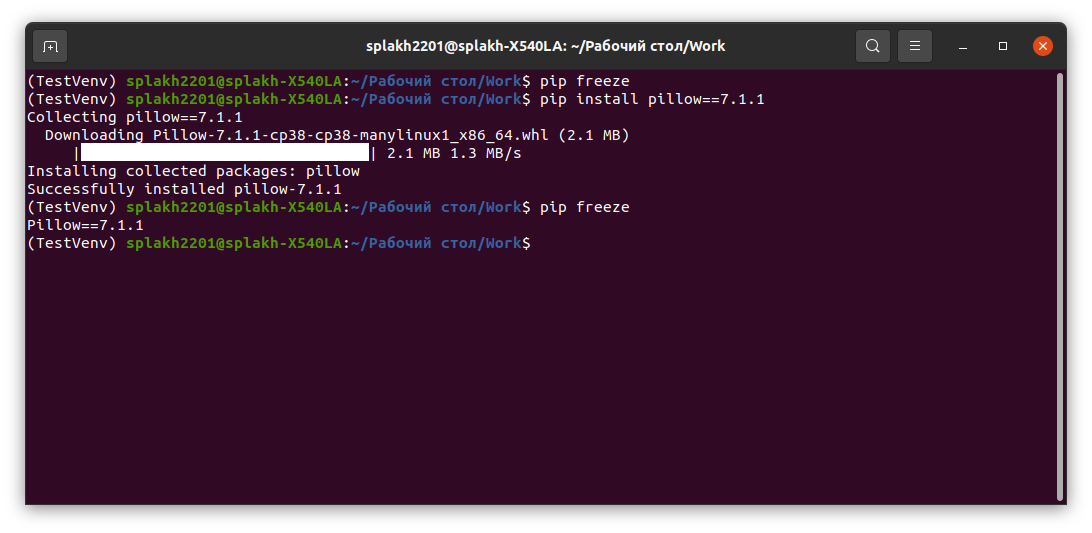 splakh2201@splakh-X540LA: ~/Рабочий стол/Work
(TestVenv) splakh2201@splakh-X540LA:~/Рабочий стол/Work$ pip freeze
(TestVenv) splakh2201@splakh-X540LA:~/Рабочий стол/Work$ pip install pillow==7.1.1
Collecting pillow==7.1.1
  Downloading Pillow-7.1.1-cp38-cp38-manylinux1_x86_64.whl (2.1 MB)
     |████████████████████████████████| 2.1 MB 1.3 MB/s
Installing collected packages: pillow
Successfully installed pillow-7.1.1
(TestVenv) splakh2201@splakh-X540LA:~/Рабочий стол/Work$ pip freeze
Pillow==7.1.1
(TestVenv) splakh2201@splakh-X540LA:~/Рабочий стол/Work$